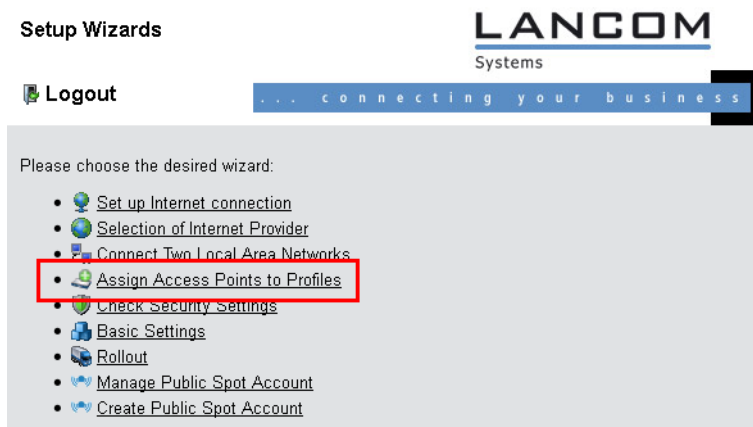 Setup Wizards
LANCOM
Systems
Logout
... connecting your business
Please choose the desired wizard:
Set up Internet connection
Selection of Internet Provider
Connect Two Local Area Networks
Assign Access Points to Profiles
Check Security Settings
Basic Settings
Rollout
Manage Public Spot Account
Create Public Spot Account